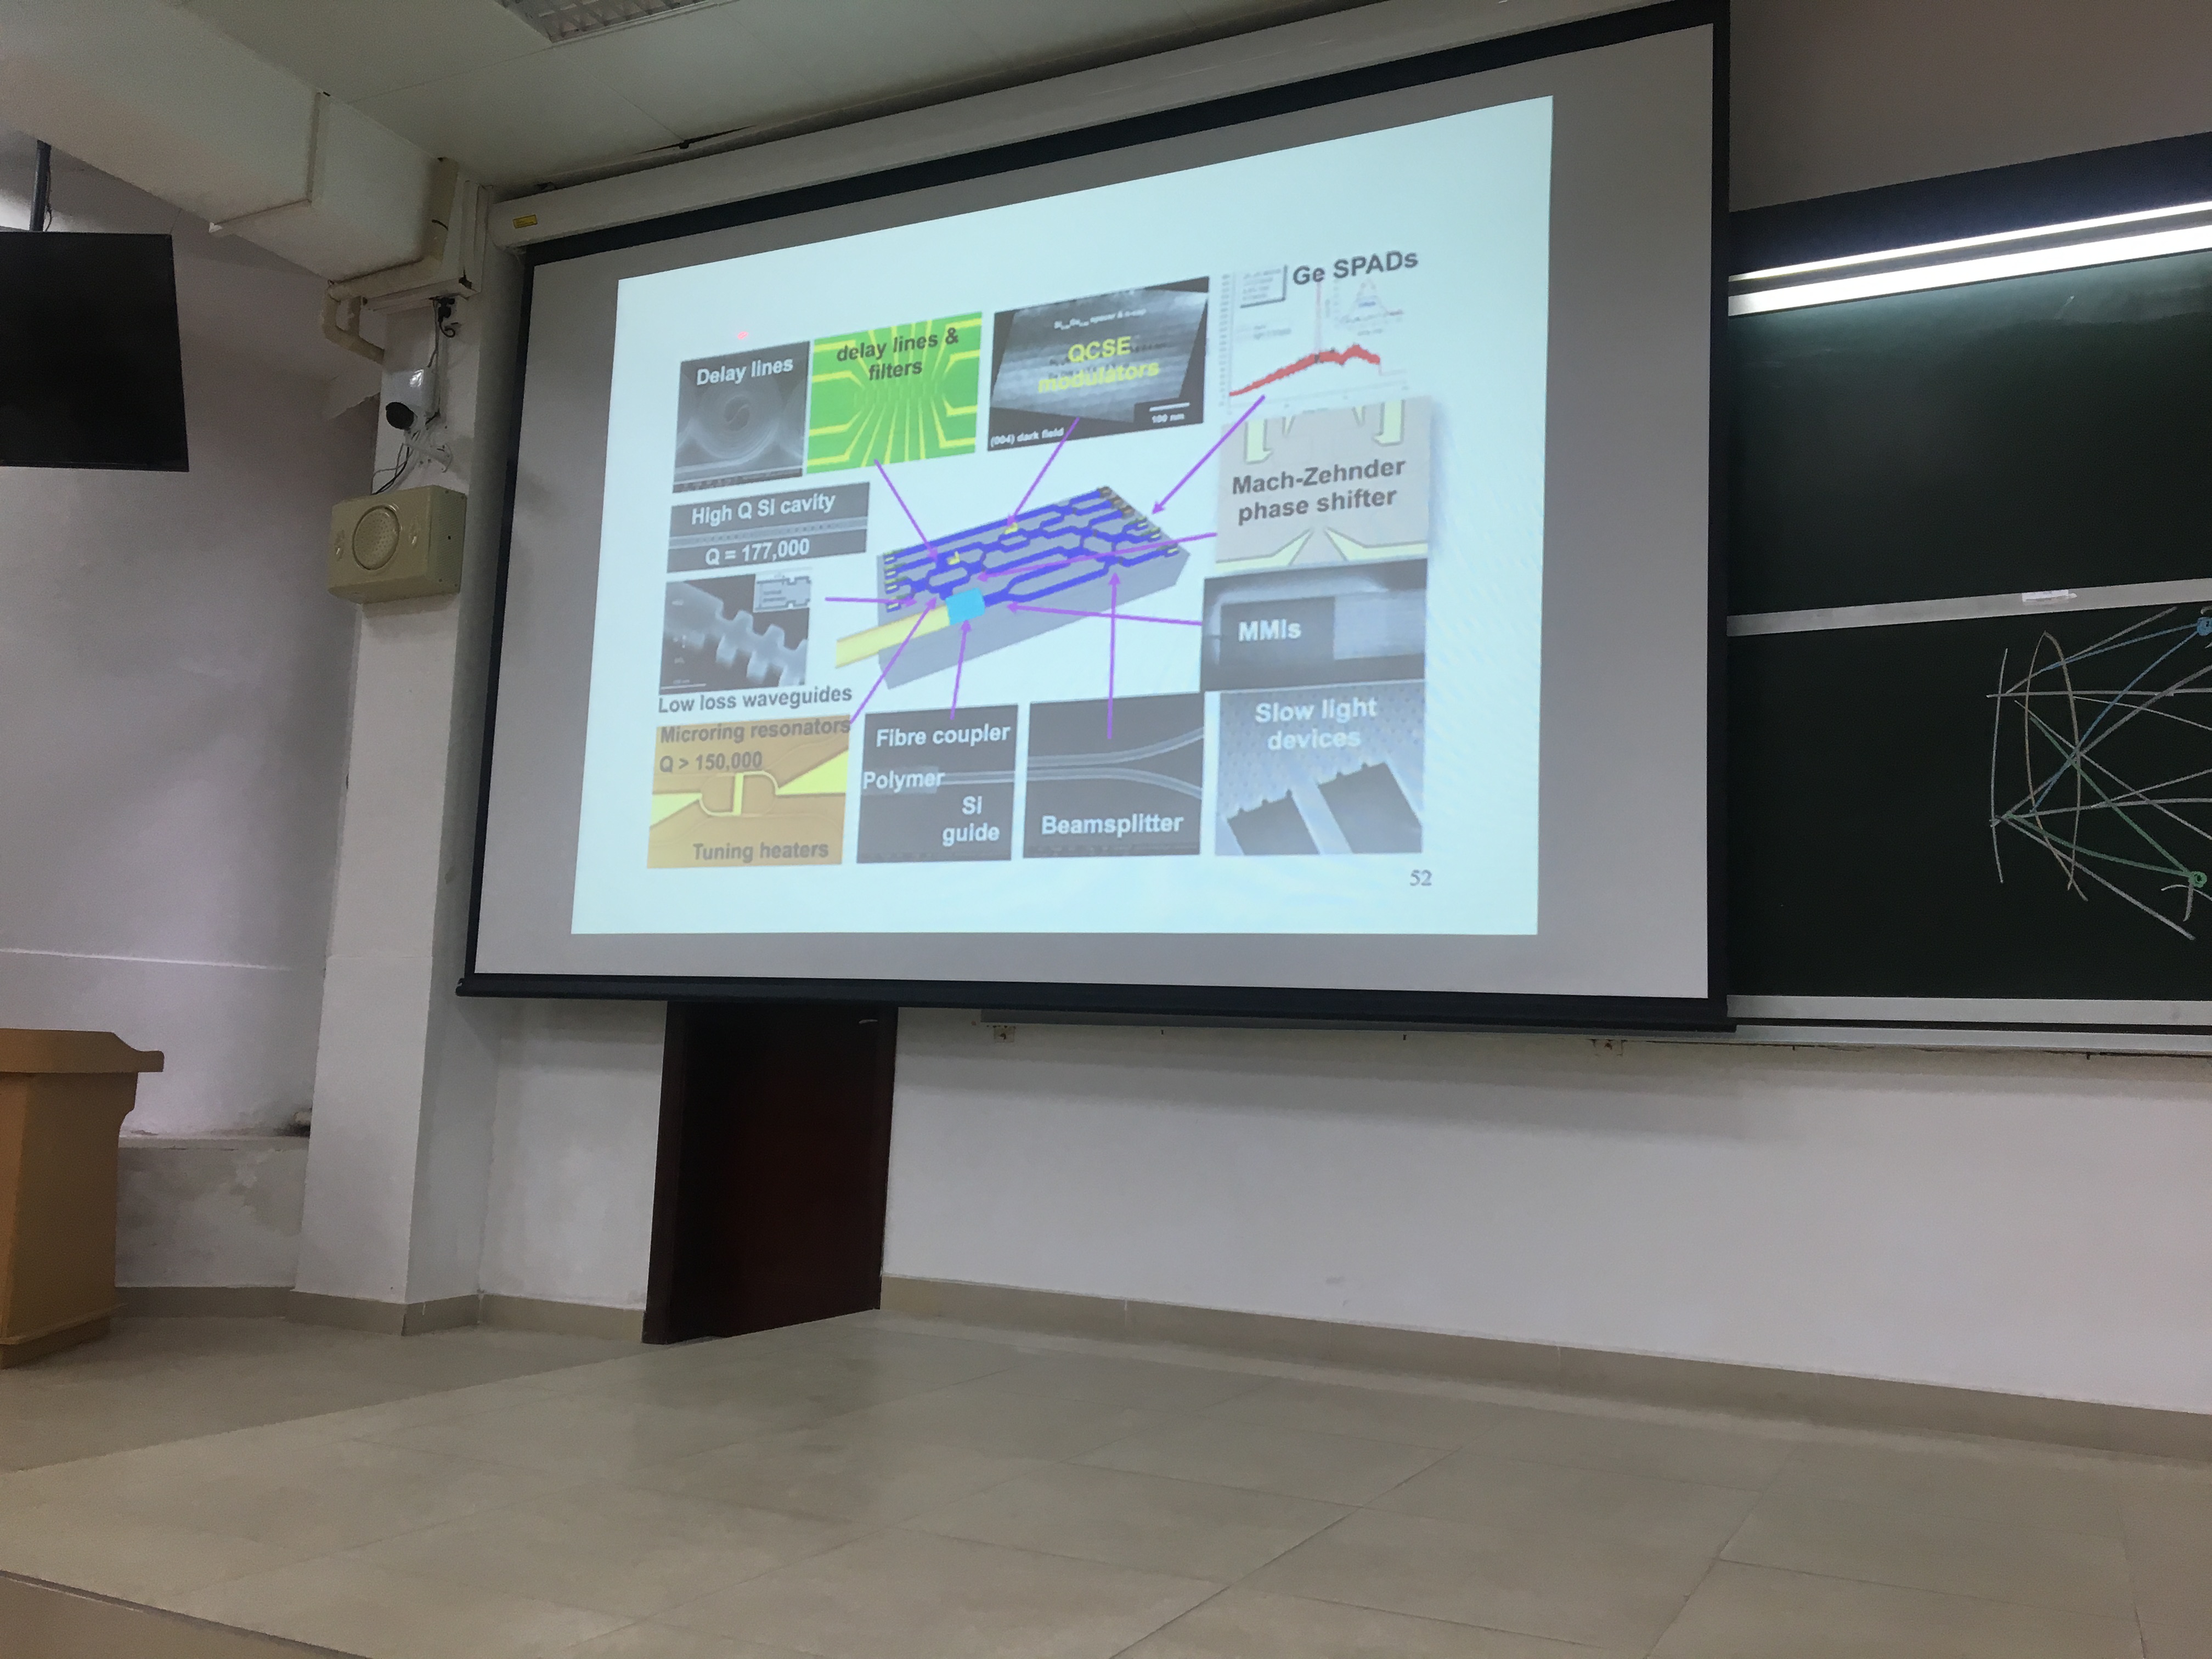 Ge SPADs
Delay lines
delay lines &
filters
QCSE
modulators
100 nm
(004) dark field
Mach-Zehnder
phase shifter
High Q Si cavity
Q = 177,000
MMIs
Low loss waveguides
Microring resonators
Q > 150,000
Tuning heaters
Fibre coupler
Polymer
Si
guide
Beamsplitter
Slow light
devices
52